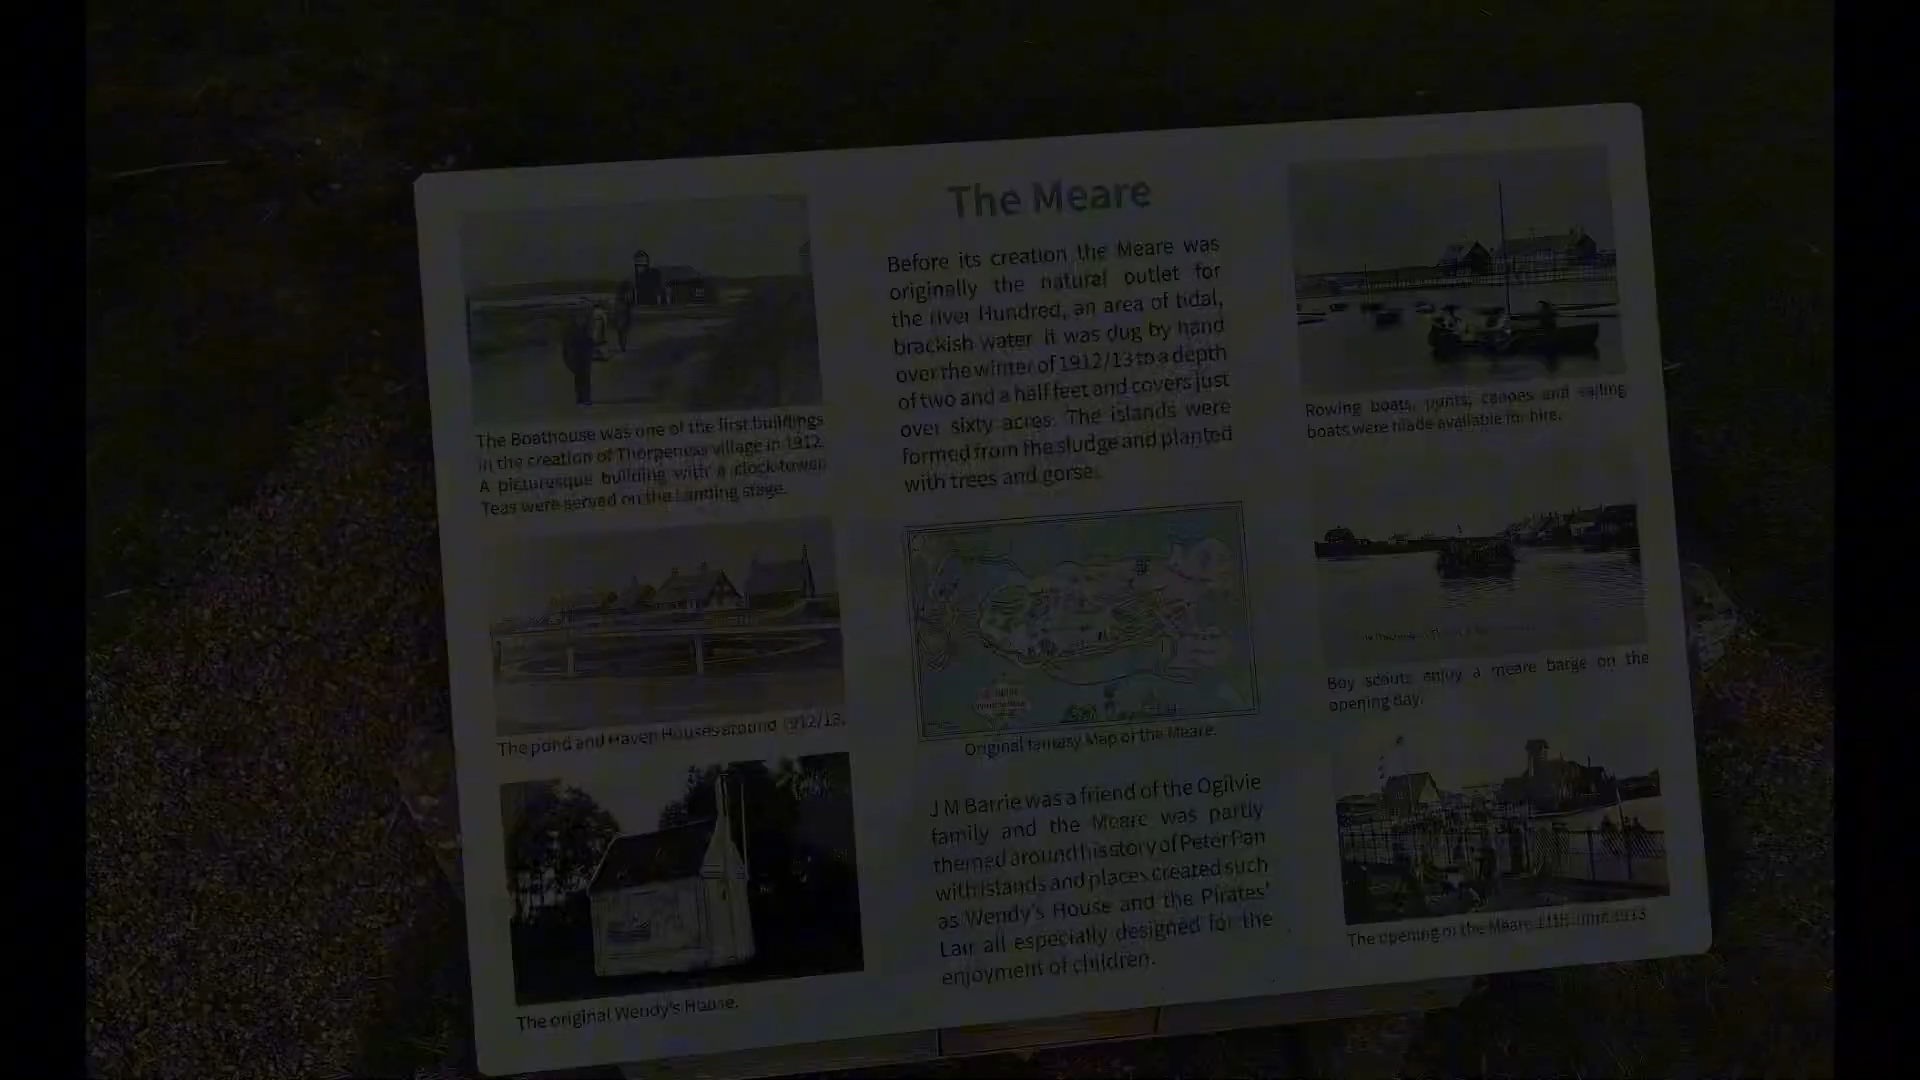 The Meare
The Boathouse was one of the first buildings
in the creation of Thorpeness village in 1912.
A picturesque building with a clock tower.
Teas were served on the Landing stage.
The pond and Haven Houses around 1912/13.
The original Wendy's House.
Before its creation the Meare was
originally the natural outlet for
the river Hundred, an area of tidal,
brackish water it was dug by hand
over the winter of 1912/13 to a depth
of two and a half feet and covers just
over sixty acres. The islands were
formed from the sludge and planted
with trees and gorse.
Original fantasy Map of the Meare.
J M Barrie was a friend of the Ogilvie
family and the Meare was partly
themed around his story of Peter Pan
with islands and places created such
as Wendy's House and the Pirates'
Lair all especially designed for the
enjoyment of children.
Rowing boats, punts, canoes and sailing
boats were made available for hire.
Boy scouts enjoy a meare barge on the
opening day.
The opening of the Meare 11th June 1913